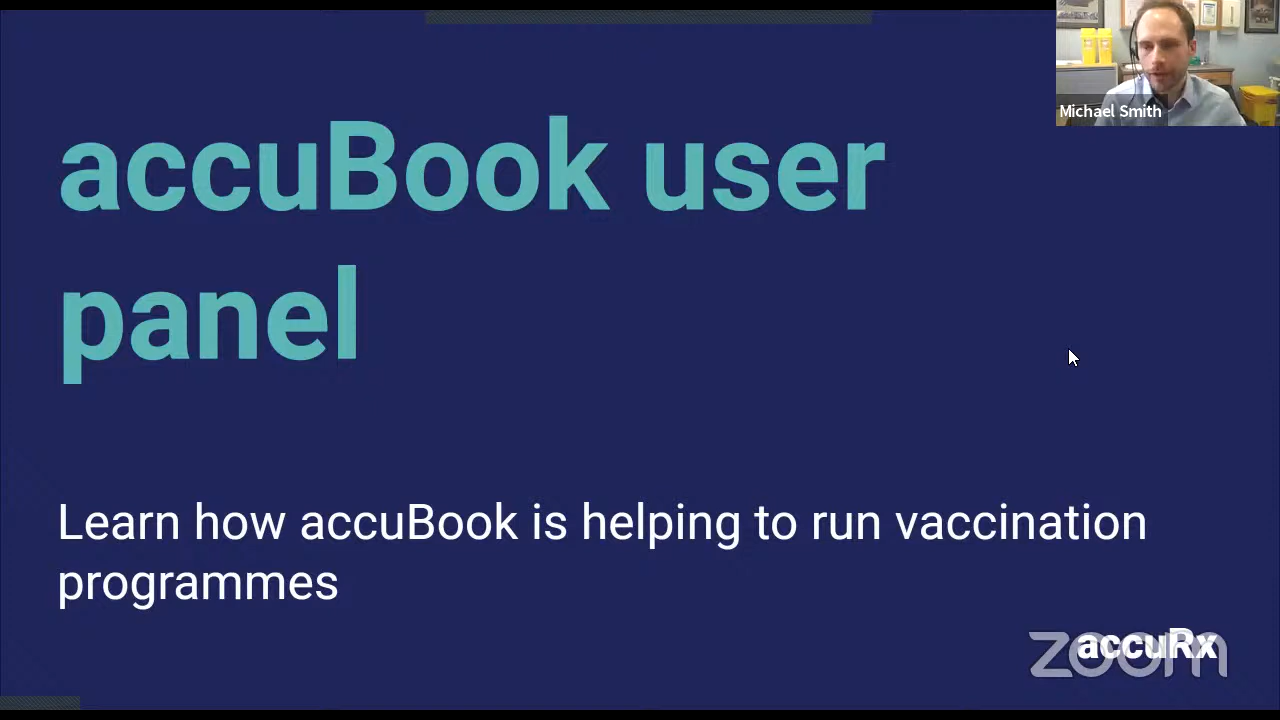 Michael Smith
accuBook user
panel
Learn how accuBook is helping to run vaccination
programmes
accuRx
zoom